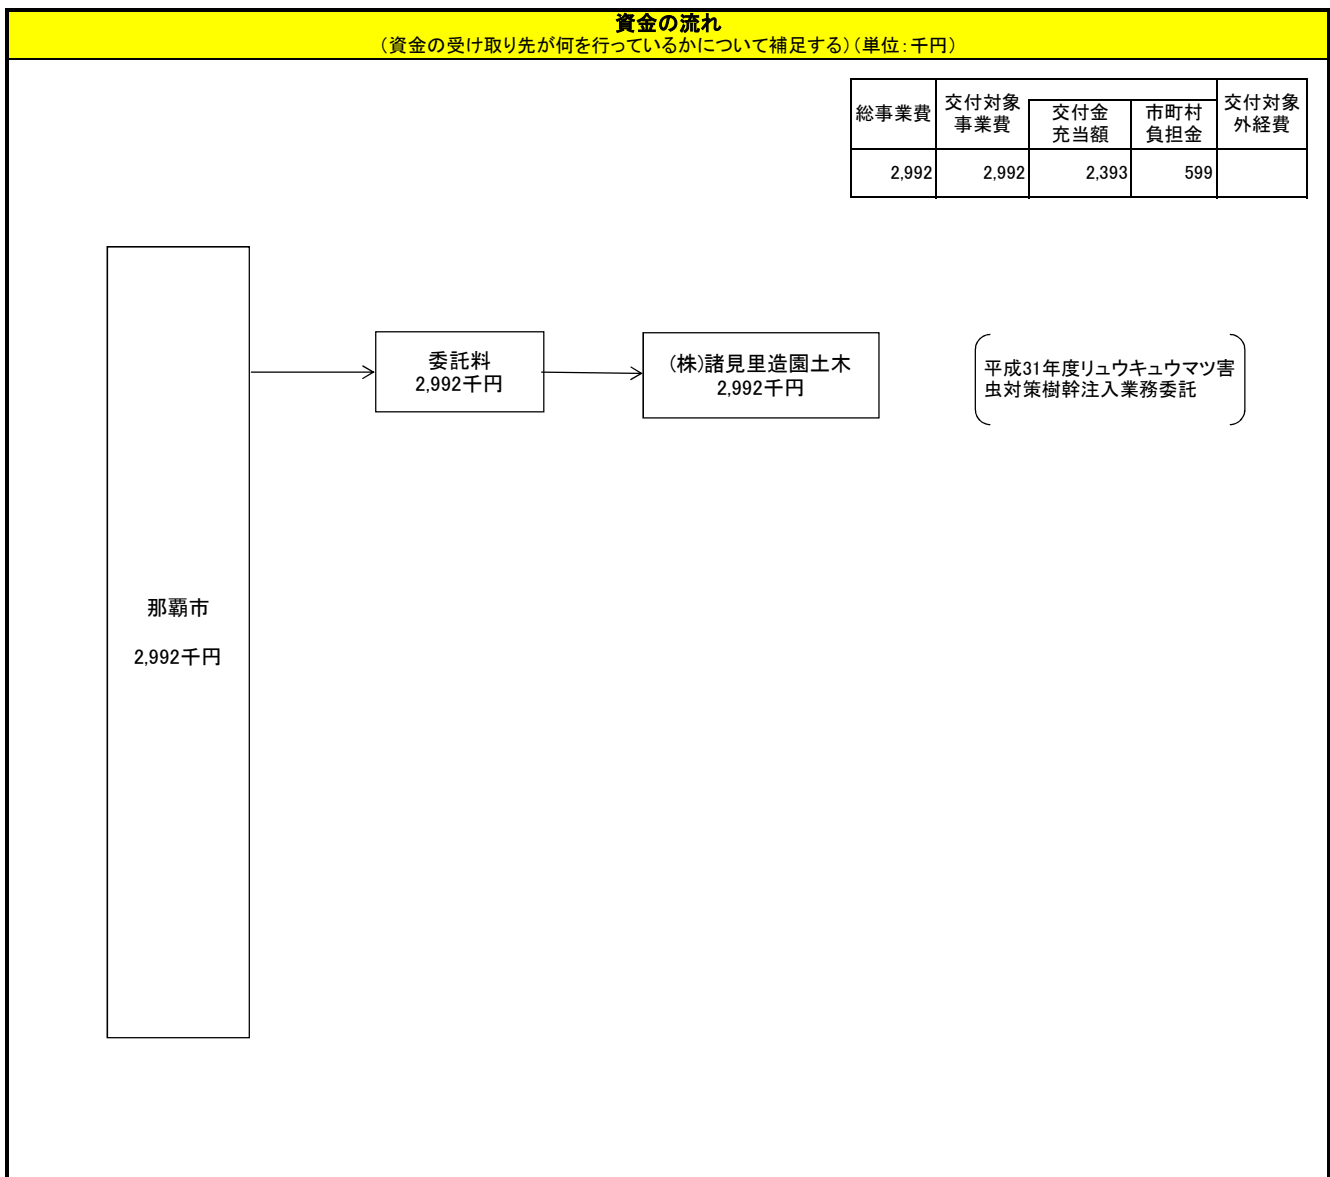 資金の流れ
（資金の受け取り先が何を行っているかについて補足する）（単位：千円）
総事業費
交付対象
事業費
交付金
充当額
市町村
負担金
交付対象
外経費
2,992
2,992
2,393
599
委託料
2,992千円
(株)諸見里造園土木
2,992千円
平成31年度リュウキュウマツ害
虫対策樹幹注入業務委託
那覇市
2,992千円